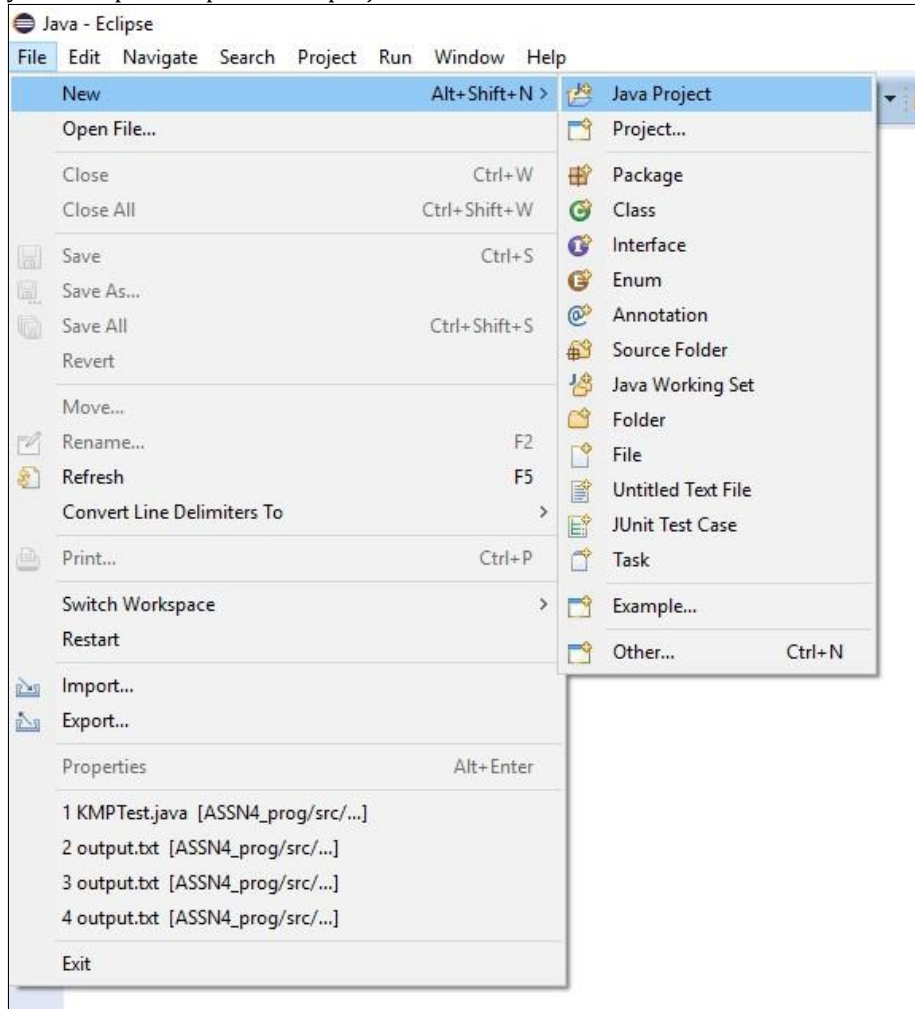 Java - Eclipse
File Edit Navigate Search Project Run Window Help
New Alt+Shift+N >
Open File...
Close Ctrl+W
Close All Ctrl+Shift+W
Save Ctrl+S
Save As...
Save All Ctrl+Shift+S
Revert
Move...
Rename... F2
Refresh F5
Convert Line Delimiters To >
Print... Ctrl+P
Switch Workspace >
Restart
Import...
Export...
Properties Alt+Enter
1 KMPTest.java [ASSN4_prog/src/...]
2 output.txt [ASSN4_prog/src/...]
3 output.txt [ASSN4_prog/src/...]
4 output.txt [ASSN4_prog/src/...]
Exit
Java Project
Project...
Package
Class
Interface
Enum
Annotation
Source Folder
Java Working Set
Folder
File
Untitled Text File
JUnit Test Case
Task
Example...
Other... Ctrl+N